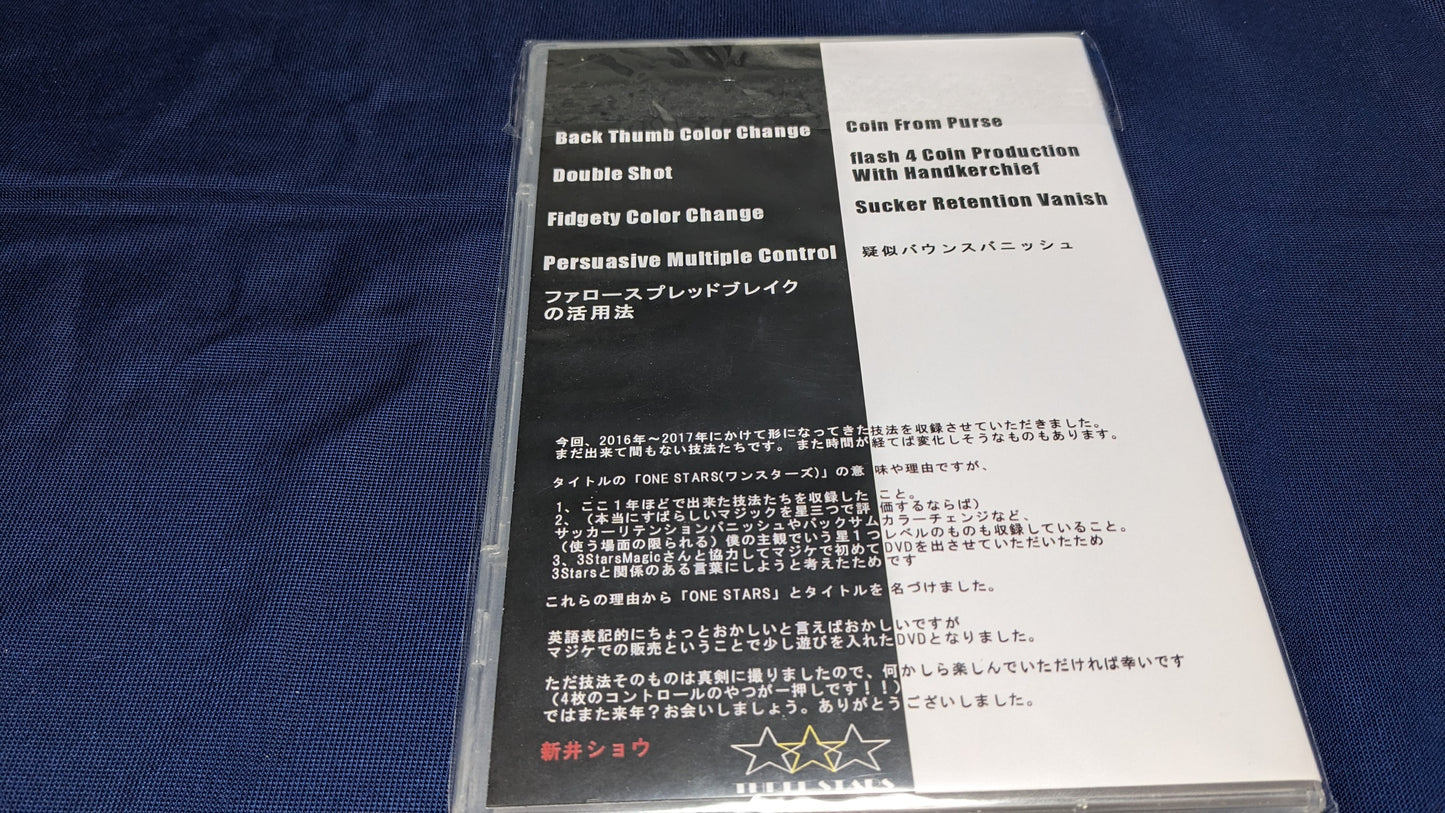 Back Thumb Color Change
Double Shot
Fidgety Color Change
Persuasive Multiple Control
ファロースプレッドブレイク
の活用法
Coin From Purse
flash 4 Coin Production
With Handkerchief
Sucker Retention Vanish
疑似バウンスバニッシュ
今回、2016年～2017年にかけて形になってきた技法を収録させていただきました。
まだ出来て間もない技法たちです。 また時間が経てば変化しそうなものもあります。
タイトルの「ONE STARS(ワンスターズ)」の意 味や理由ですが、
1、ここ1年ほどで出来た技法たちを収録した こと。
2、（本当にすばらしいマジックを星三つで評 価するならば）
サッカーリテンションバニッシュやバックサム カラーチェンジなど、
（使う場面の限られる）僕の主観でいう星１つ レベルのものも収録していること。
3、3StarsMagicさんと協力してマジケで初めて DVDを出させていただいたため
3Starsと関係のある言葉にしようと考えたため です
これらの理由から「ONE STARS」とタイトルを 名づけました。
英語表記的にちょっとおかしいと言えばおかしいですが
マジケでの販売ということで少し遊びを入れたDVDとなりました。
ただ技法そのものは真剣に撮りましたので、何かしら楽しんでいただければ幸いです
（4枚のコントロールのやつが一押しです！！）
ではまた来年？お会いしましょう。ありがとうございしました。
新井ショウ
THREE STARS